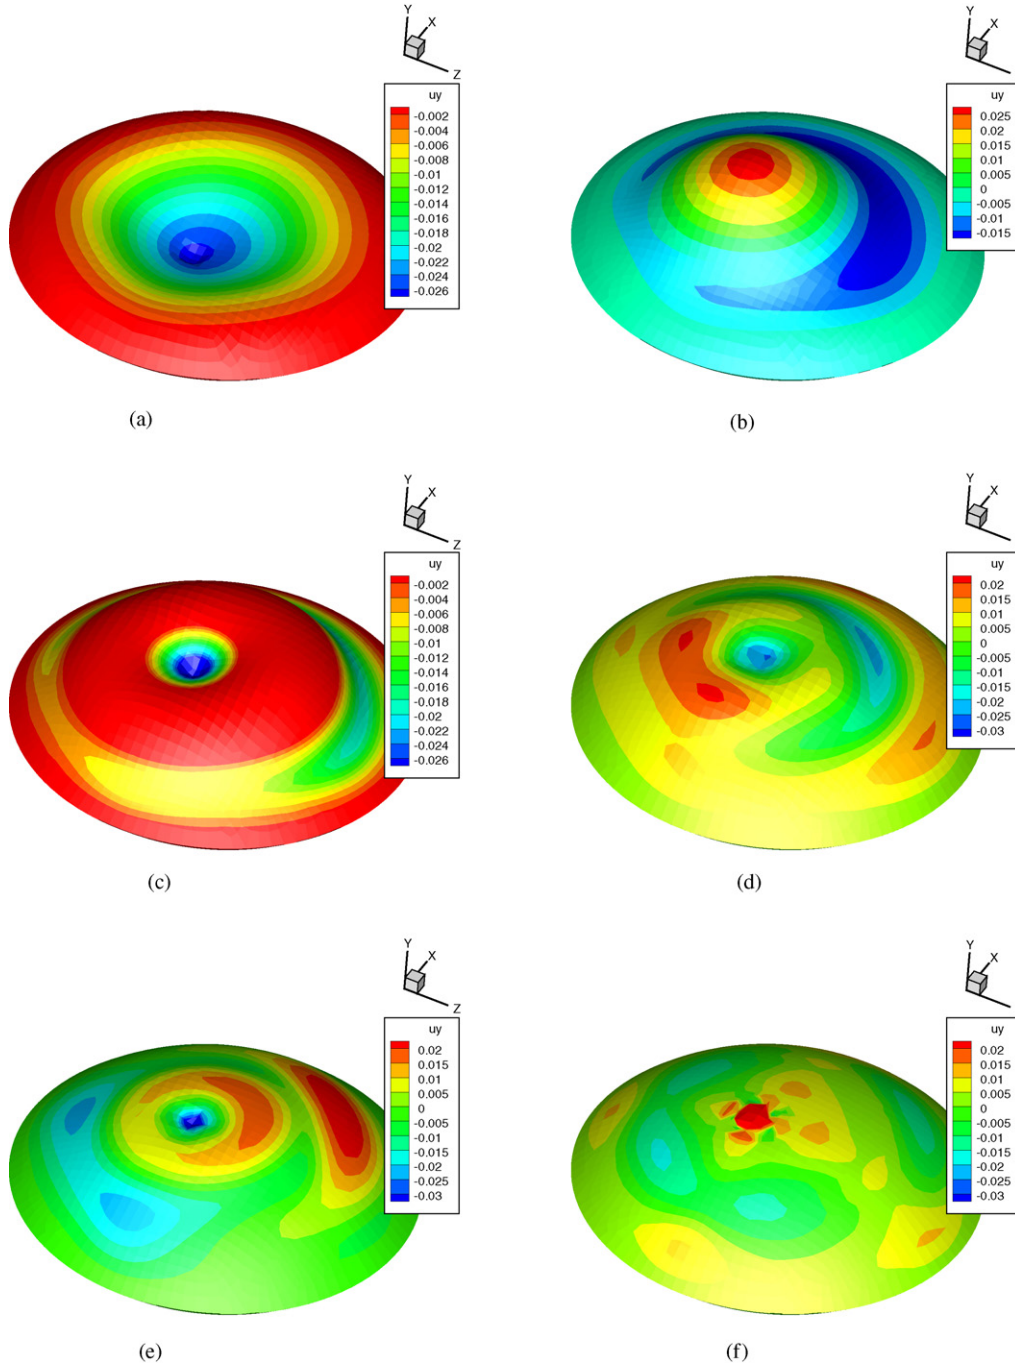 Y
X
Z
uy
-0.002
-0.004
-0.006
-0.008
-0.01
-0.012
-0.014
-0.016
-0.018
-0.02
-0.022
-0.024
-0.026
(a)
Y
X
uy
0.025
0.02
0.015
0.01
0.005
0
-0.005
-0.01
-0.015
(b)
Y
X
Z
uy
-0.002
-0.004
-0.006
-0.008
-0.01
-0.012
-0.014
-0.016
-0.018
-0.02
-0.022
-0.024
-0.026
(c)
Y
X
uy
0.02
0.015
0.01
0.005
0
-0.005
-0.01
-0.015
-0.02
-0.025
-0.03
(d)
Y
X
Z
uy
0.02
0.015
0.01
0.005
0
-0.005
-0.01
-0.015
-0.02
-0.025
-0.03
(e)
Y
X
uy
0.02
0.015
0.01
0.005
0
-0.005
-0.01
-0.015
-0.02
-0.025
-0.03
(f)